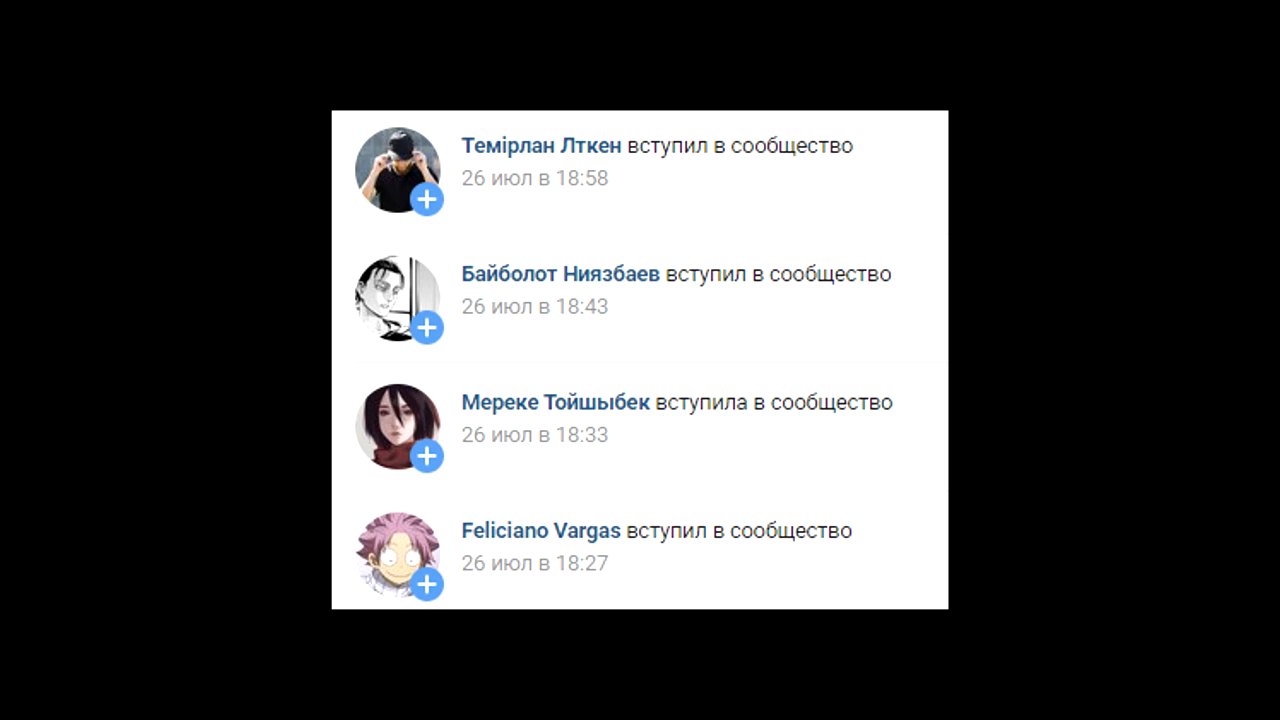 Темірлан Лткен вступил в сообщество
26 июл в 18:58
Байболот Ниязбаев вступил в сообщество
26 июл в 18:43
Мереке Тойшыбек вступила в сообщество
26 июл в 18:33
Feliciano Vargas вступил в сообщество
26 июл в 18:27